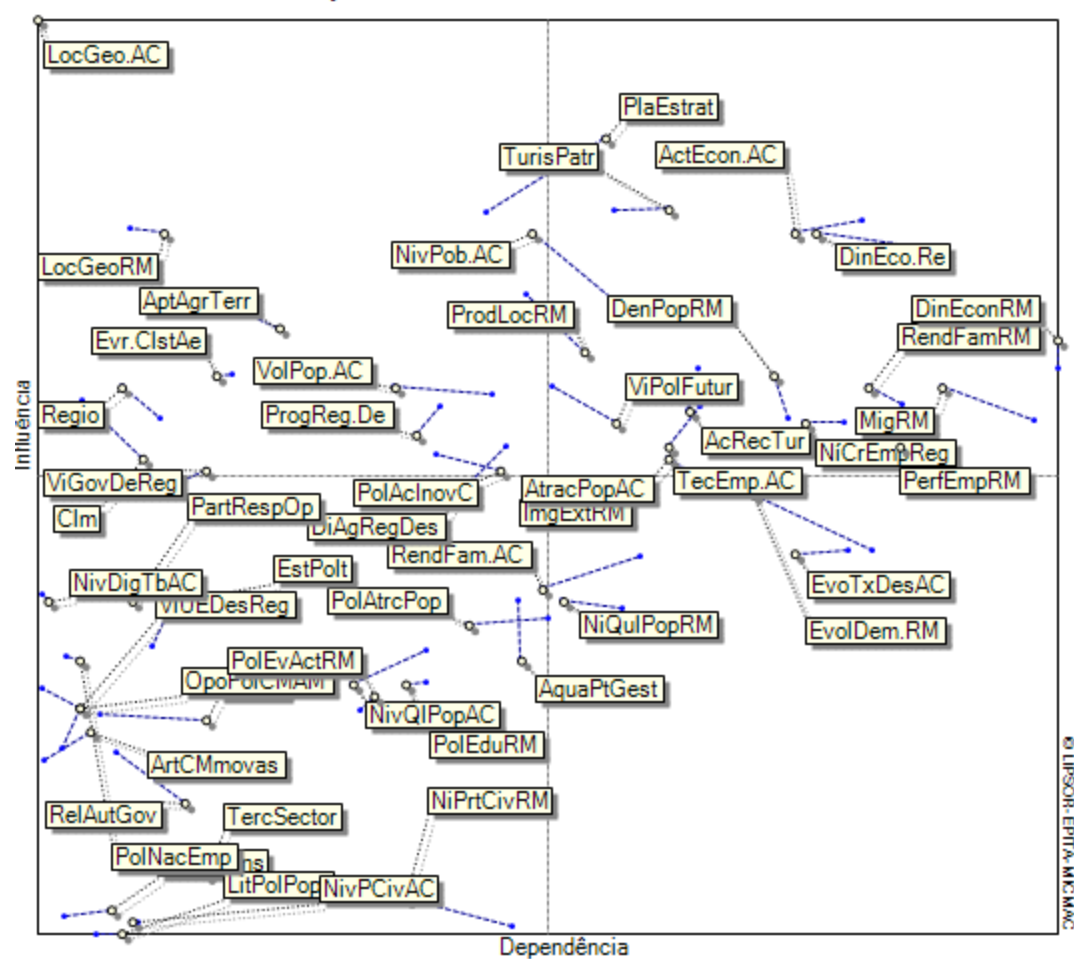 LocGeo.AC
PlaEstrat
TurisPatr
ActEcon.AC
NivPob.AC
DinEco.Re
LocGeoRM
AptAgrTerr
ProdLocRM
DenPopRM
DinEconRM
Evr.ClstAe
RendFamRM
VolPop.AC
ViPolFutur
Influência
Regio
ProgReg.De
MigRM
AcRecTur
NíCrEmpReg
ViGovDeReg
PolAcInovC
AtracPopAC
TecEmp.AC
PerfEmpRM
PartRespOp
Clm
ImgExtRM
DiAgRegDes
RendFam.AC
EstPolt
NivDigTbAC
EvoTxDesAC
PolAtrcPop
ViUEDesReg
NiQulPopRM
EvolDem.RM
PolEvActRM
OpoPolCMAM
AquaPtGest
NivQlPopAC
PolEduRM
ArtCMmovas
NiPrtCivRM
RelAutGov
TercSector
PolNacEmp
ns
LitPolPop
NivPCivAC
Dependência
© LIPSOR-EPITA-MICMAC